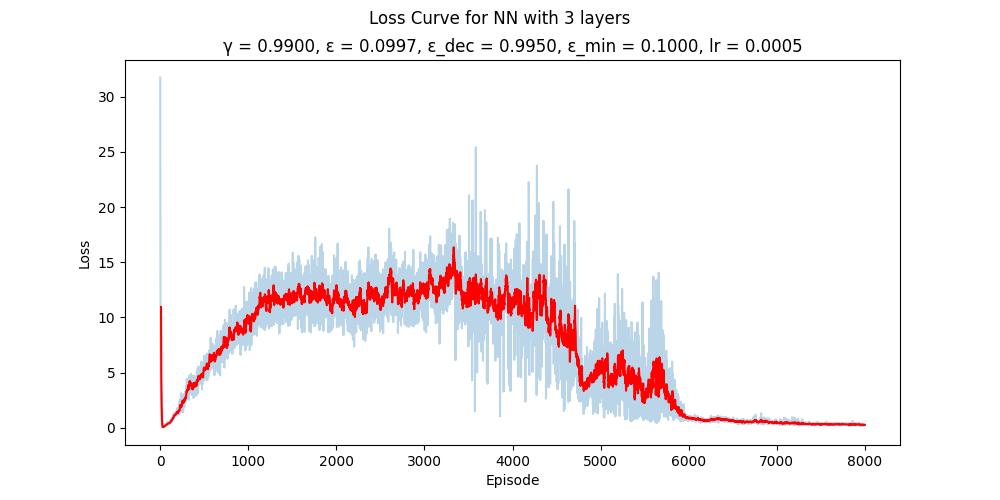 Loss Curve for NN with 3 layers
γ = 0.9900, ε = 0.0997, ε_dec = 0.9950, ε_min = 0.1000, lr = 0.0005
30
25
20
15
10
5
0
Loss
0 1000 2000 3000 4000 5000 6000 7000 8000
Episode